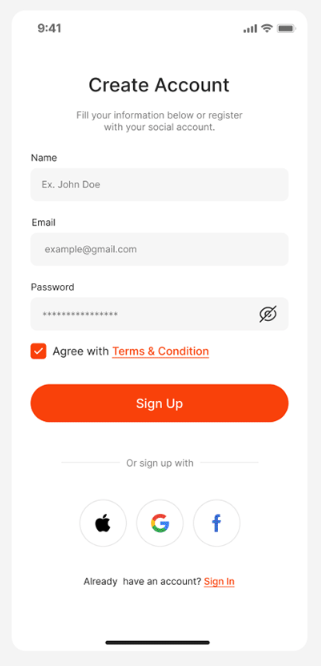 9:41
Create Account
Fill your information below or register
with your social account.
Name
Ex. John Doe
Email
example@gmail.com
Password
****************
Agree with Terms & Condition
Sign Up
Or sign up with
Already have an account? Sign In